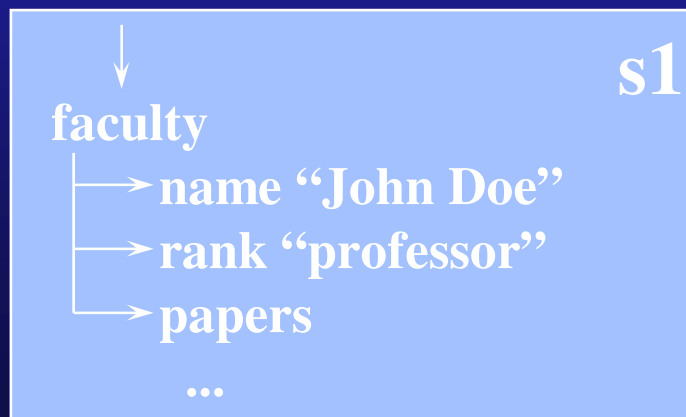 s1
faculty
name “John Doe”
rank “professor”
papers
...